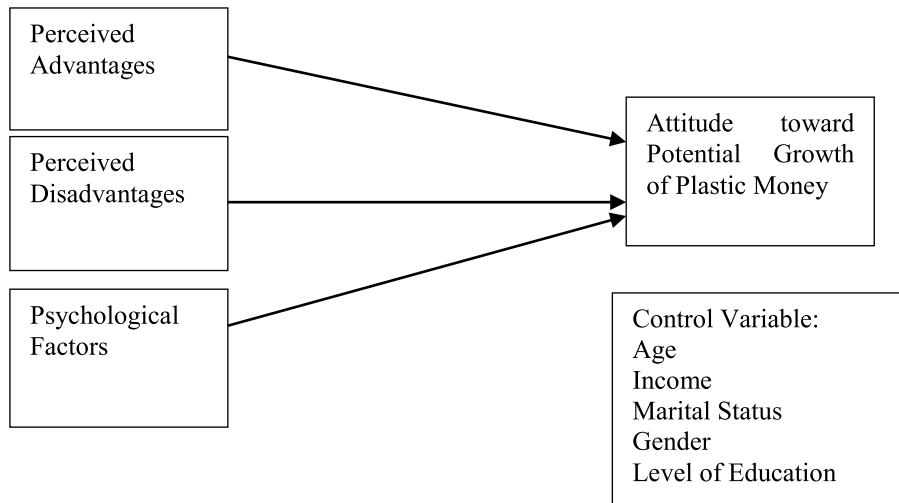 Perceived
Advantages
Perceived
Disadvantages
Psychological
Factors
Attitude toward
Potential Growth
of Plastic Money
Control Variable:
Age
Income
Marital Status
Gender
Level of Education